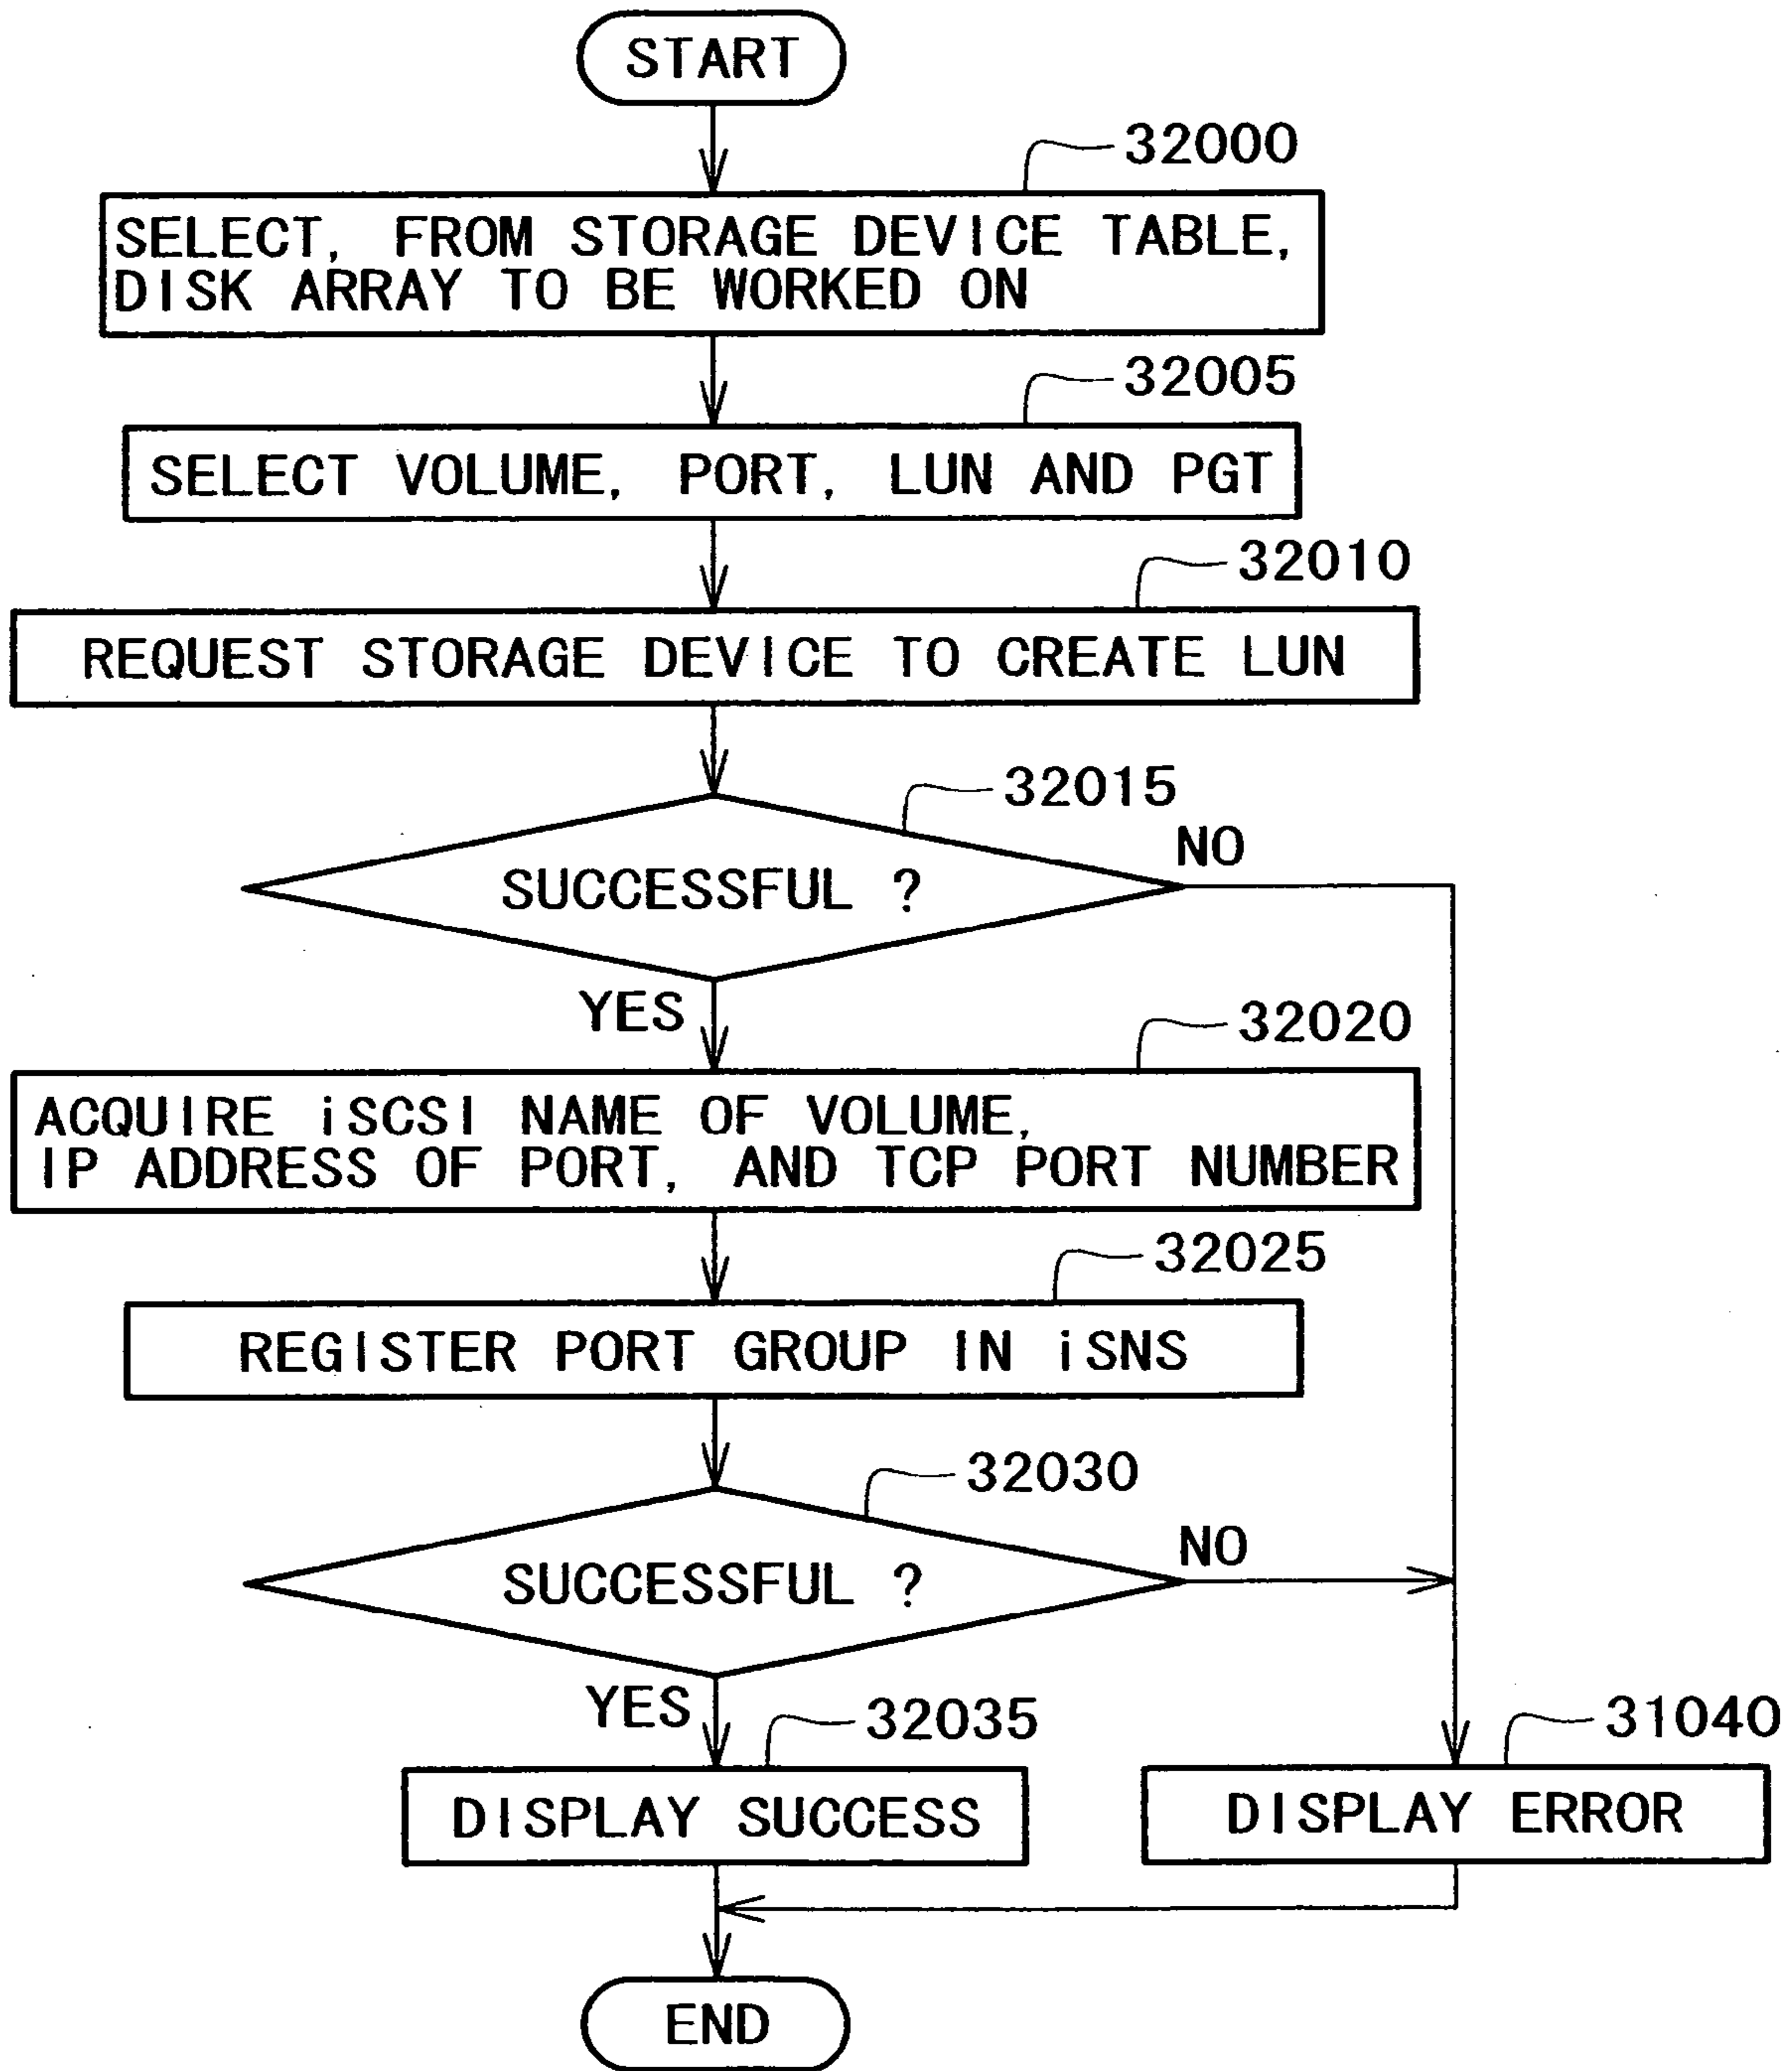 START
32000
SELECT, FROM STORAGE DEVICE TABLE,
DISK ARRAY TO BE WORKED ON
32005
SELECT VOLUME, PORT, LUN AND PGT
32010
REQUEST STORAGE DEVICE TO CREATE LUN
32015
SUCCESSFUL ?
NO
YES
32020
ACQUIRE iSCSI NAME OF VOLUME,
IP ADDRESS OF PORT, AND TCP PORT NUMBER
32025
REGISTER PORT GROUP IN iSNS
32030
SUCCESSFUL ?
NO
YES
32035
31040
DISPLAY SUCCESS
DISPLAY ERROR
END